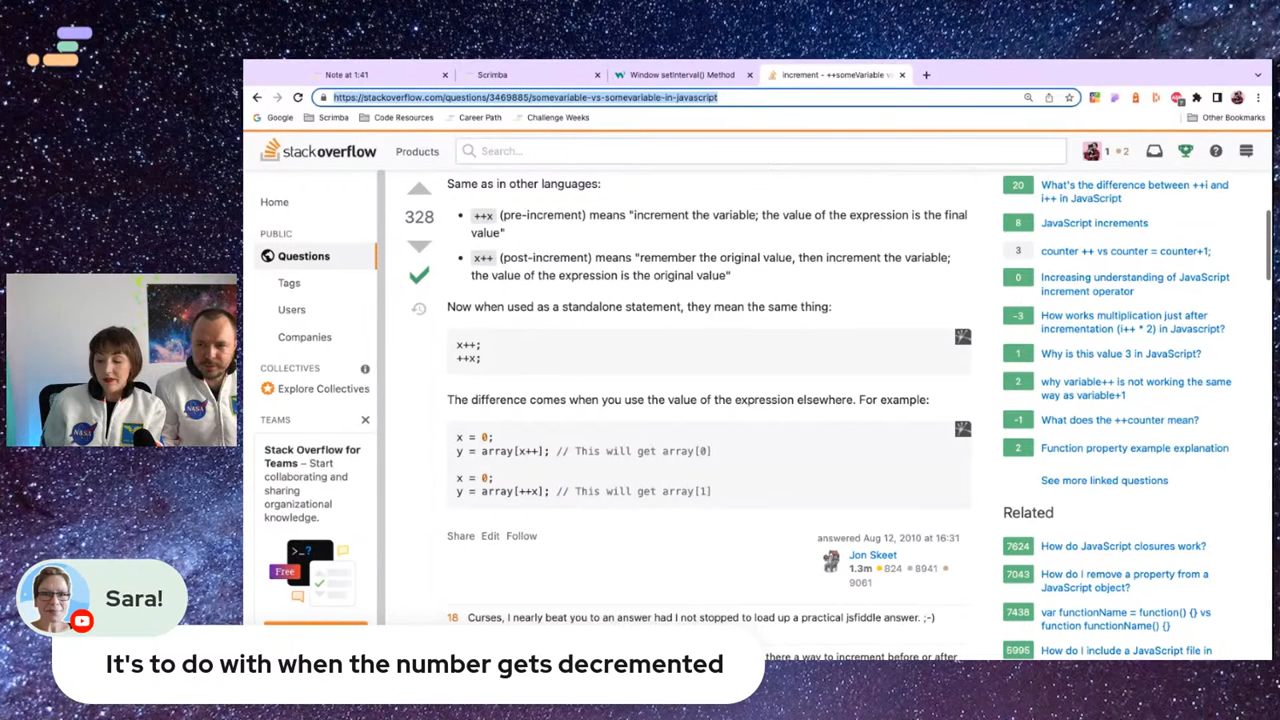 Note at 1:41
Scrimba
Window setInterval() Method
increment - ++someVariable v
https://stackoverflow.com/questions/3469885/somevariable-vs-somevariable-in-javascript
Google
Scrimba
Code Resources
Career Path
Challenge Weeks
Other Bookmarks
stackoverflow
Products
Search...
1 • 2
Home
PUBLIC
Questions
Tags
Users
Companies
COLLECTIVES
Explore Collectives
TEAMS
Stack Overflow for
Teams – Start
collaborating and
sharing
organizational
knowledge.
>_?
Free
328
Same as in other languages:
• ++x (pre-increment) means "increment the variable; the value of the expression is the final
value"
• x++ (post-increment) means "remember the original value, then increment the variable;
the value of the expression is the original value"
Now when used as a standalone statement, they mean the same thing:
x++;
++x;
The difference comes when you use the value of the expression elsewhere. For example:
x = 0;
y = array[x++]; // This will get array[0]
x = 0;
y = array[++x]; // This will get array[1]
Share Edit Follow
answered Aug 12, 2010 at 16:31
Jon Skeet
1.3m • 824 • 8941 •
9061
18 Curses, I nearly beat you to an answer had I not stopped to load up a practical jsfiddle answer. ;-)
there a way to increment before or after
20 What's the difference between ++i and
i++ in JavaScript
8 JavaScript increments
3 counter ++ vs counter = counter+1;
0 Increasing understanding of JavaScript
increment operator
-3 How works multiplication just after
incrementation (i++ * 2) in Javascript?
1 Why is this value 3 in JavaScript?
2 why variable++ is not working the same
way as variable+1
-1 What does the ++counter mean?
2 Function property example explanation
See more linked questions
Related
7624 How do JavaScript closures work?
7043 How do I remove a property from a
JavaScript object?
7438 var functionName = function() {} vs
function functionName() {}
5995 How do I include a JavaScript file in
NASA
NASA
Sara!
It's to do with when the number gets decremented